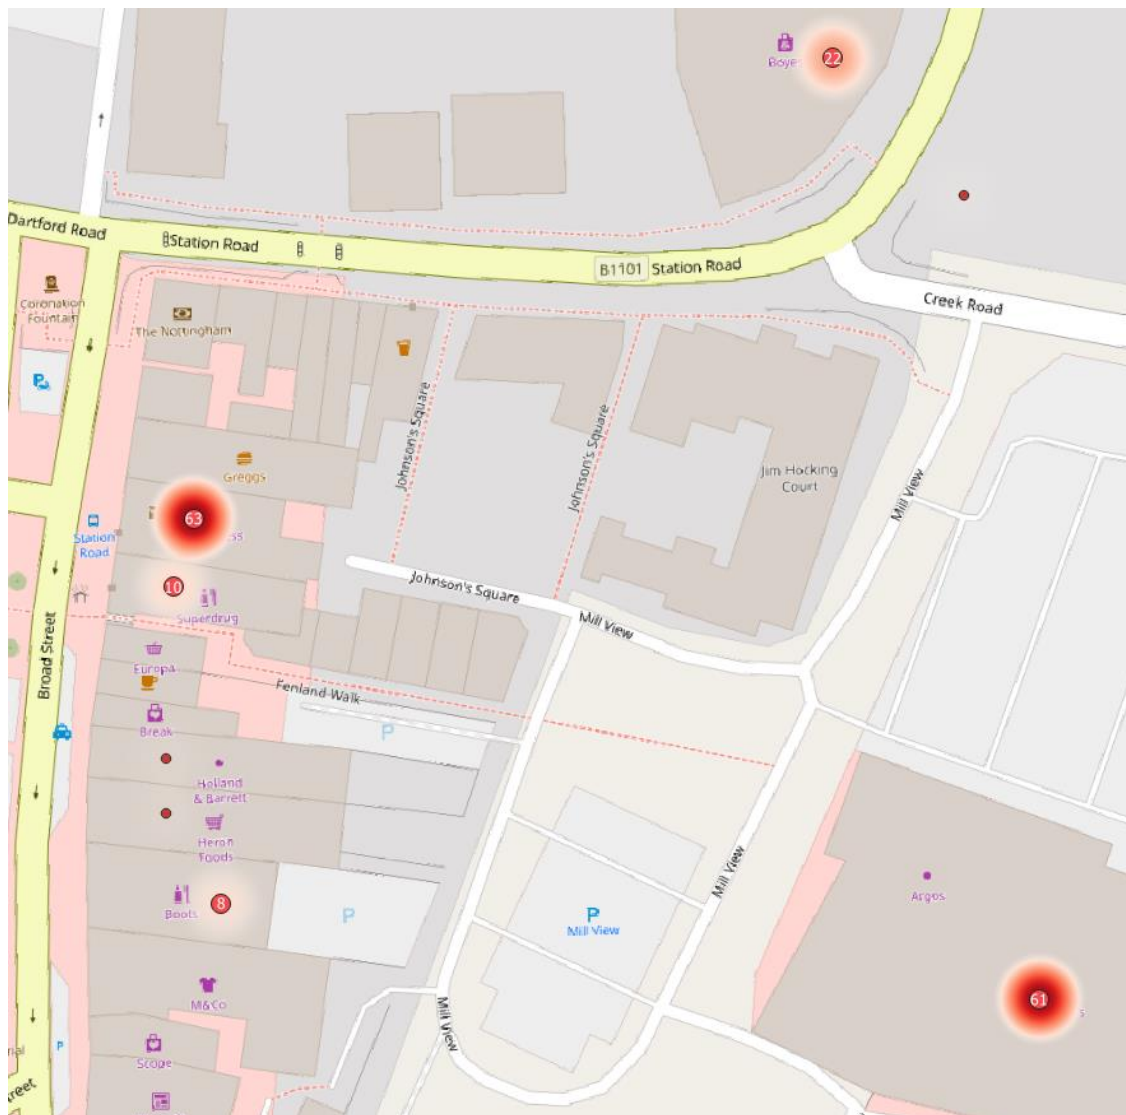 22
Dartford Road
Station Road
B1101 Station Road
Creek Road
Coronation
Fountain
The Nottingham
Johnson's Square
Johnson's Square
Jim Hocking
Court
Mill View
Greggs
63
ss
Station
Road
10
Superdrug
Johnson's Square
Mill View
Broad Street
Europa
Fenland Walk
Break
P
Holland
& Barrett
Heron
Foods
Mill View
Argos
8
Boots
P
P
Mill View
61
s
M&Co
Mill View
Scope
P